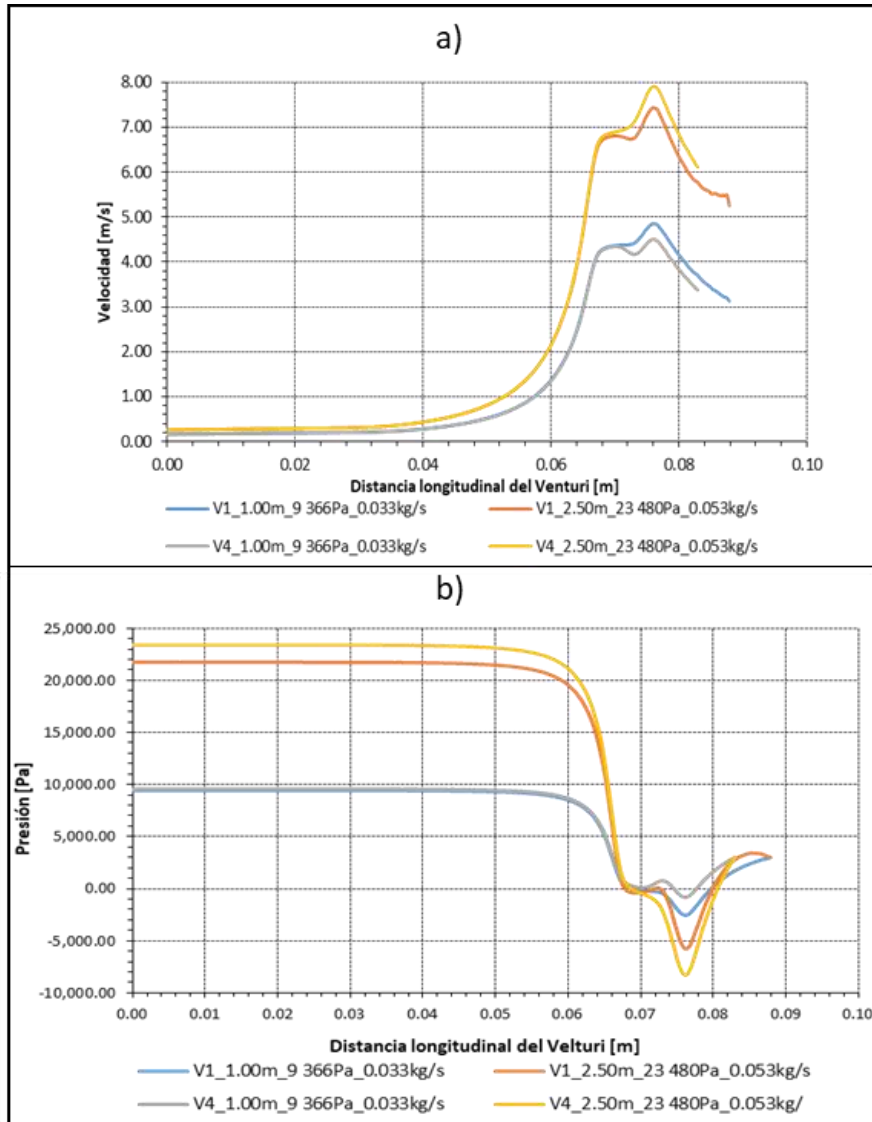 a)
8.00
7.00
6.00
5.00
4.00
3.00
2.00
1.00
0.00
Velocidad [m/s]
0.00 0.02 0.04 0.06 0.08 0.10
Distancia longitudinal del Venturi [m]
V1_1.00m_9 366Pa_0.033kg/s V1_2.50m_23 480Pa_0.053kg/s
V4_1.00m_9 366Pa_0.033kg/s V4_2.50m_23 480Pa_0.053kg/s
b)
25,000.00
20,000.00
15,000.00
10,000.00
5,000.00
0.00
-5,000.00
-10,000.00
Presión [Pa]
0.00 0.01 0.02 0.03 0.04 0.05 0.06 0.07 0.08 0.09 0.10
Distancia longitudinal del Velturi [m]
V1_1.00m_9 366Pa_0.033kg/s V1_2.50m_23 480Pa_0.053kg/s
V4_1.00m_9 366Pa_0.033kg/s V4_2.50m_23 480Pa_0.053kg/